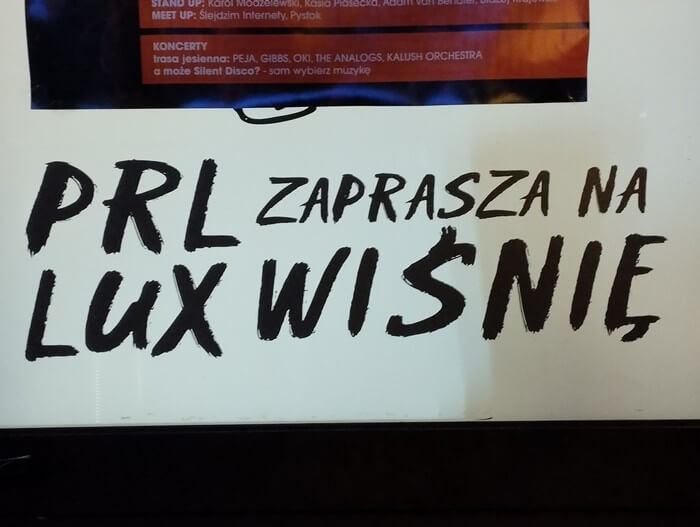 STAND UP: Karol Modzelewski, Kasia Piasecka, Adam Van Bendler, Błażej Krajewski
MEET UP: Ślejdzim Internety, Pystok
KONCERTY
trasa jesienna: PEJA, GIBBS, OKI, THE ANALOGS, KALUSH ORCHESTRA
a może Silent Disco? - sam wybierz muzykę
PRL ZAPRASZA NA
LUX WIŚNIĘ